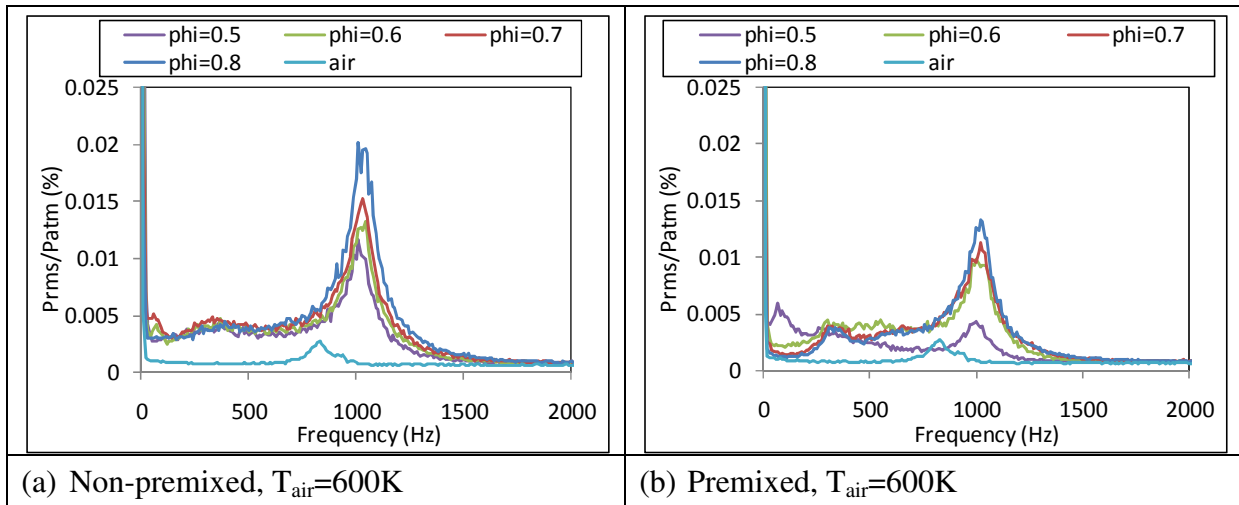 phi=0.5 phi=0.6 phi=0.7
phi=0.8 air
0.025
0.02
0.015
0.01
0.005
0
Prms/Patm (%)
0 500 1000 1500 2000
Frequency (Hz)
(a) Non-premixed, Tair=600K
phi=0.5 phi=0.6 phi=0.7
phi=0.8 air
0.025
0.02
0.015
0.01
0.005
0
Prms/Patm (%)
0 500 1000 1500 2000
Frequency (Hz)
(b) Premixed, Tair=600K